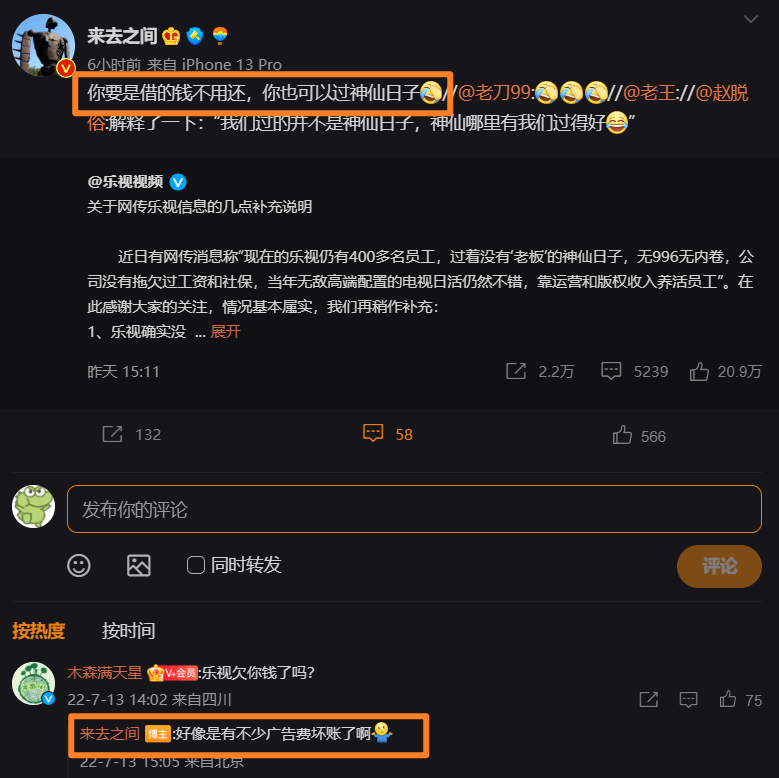 来去之间
6小时前 来自 iPhone 13 Pro
你要是借的钱不用还，你也可以过神仙日子🤣//@老刀99:🤣🤣🤣//@老王://@赵脱
俗:解释了一下：“我们过的并不是神仙日子，神仙哪里有我们过得好😂”
@乐视视频
关于网传乐视信息的几点补充说明
近日有网传消息称“现在的乐视仍有400多名员工，过着没有‘老板’的神仙日子，无996无内卷，公
司没有拖欠过工资和社保，当年无敌高端配置的电视日活仍然不错，靠运营和版权收入养活员工”。在
此感谢大家的关注，情况基本属实，我们再稍作补充：
1、乐视确实没 ... 展开
昨天 15:11 2.2万 5239 20.9万
132 58 566
发布你的评论
同时转发 评论
按热度 按时间
木森满天星 V+会员:乐视欠你钱了吗?
22-7-13 14:02 来自四川 75
来去之间 博主:好像是有不少广告费坏账了啊🤷
22-7-13 15:05 来自北京